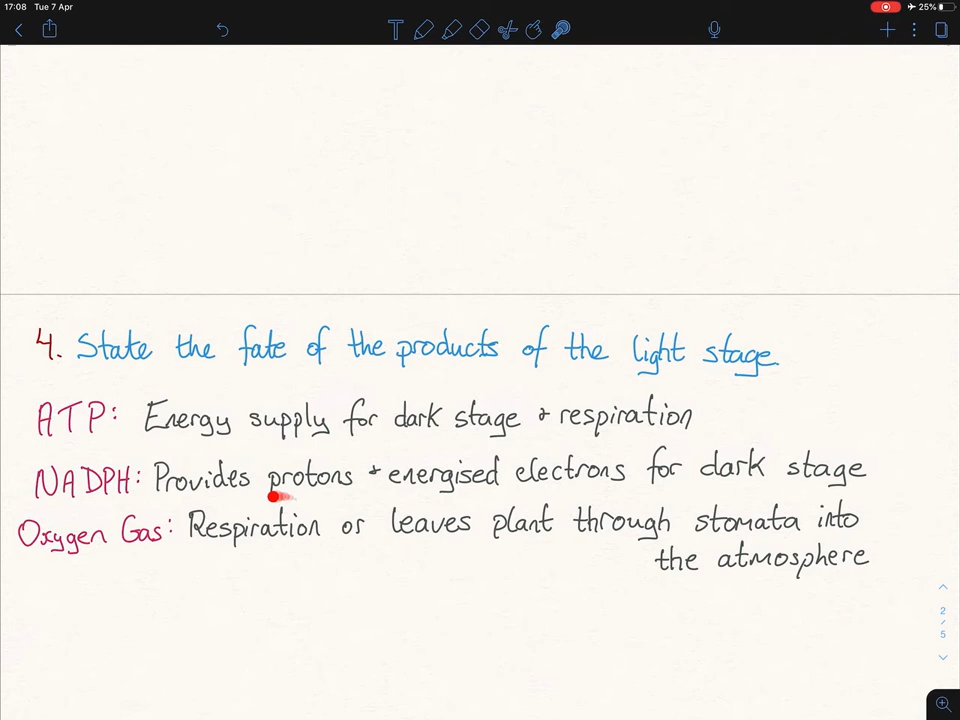 17:08 Tue 7 Apr
25%
T
4. State the fate of the products of the light stage.
ATP: Energy supply for dark stage + respiration
NADPH: Provides protons + energised electrons for dark stage
Oxygen Gas: Respiration or leaves plant through stomata into
the atmosphere
2
/
5